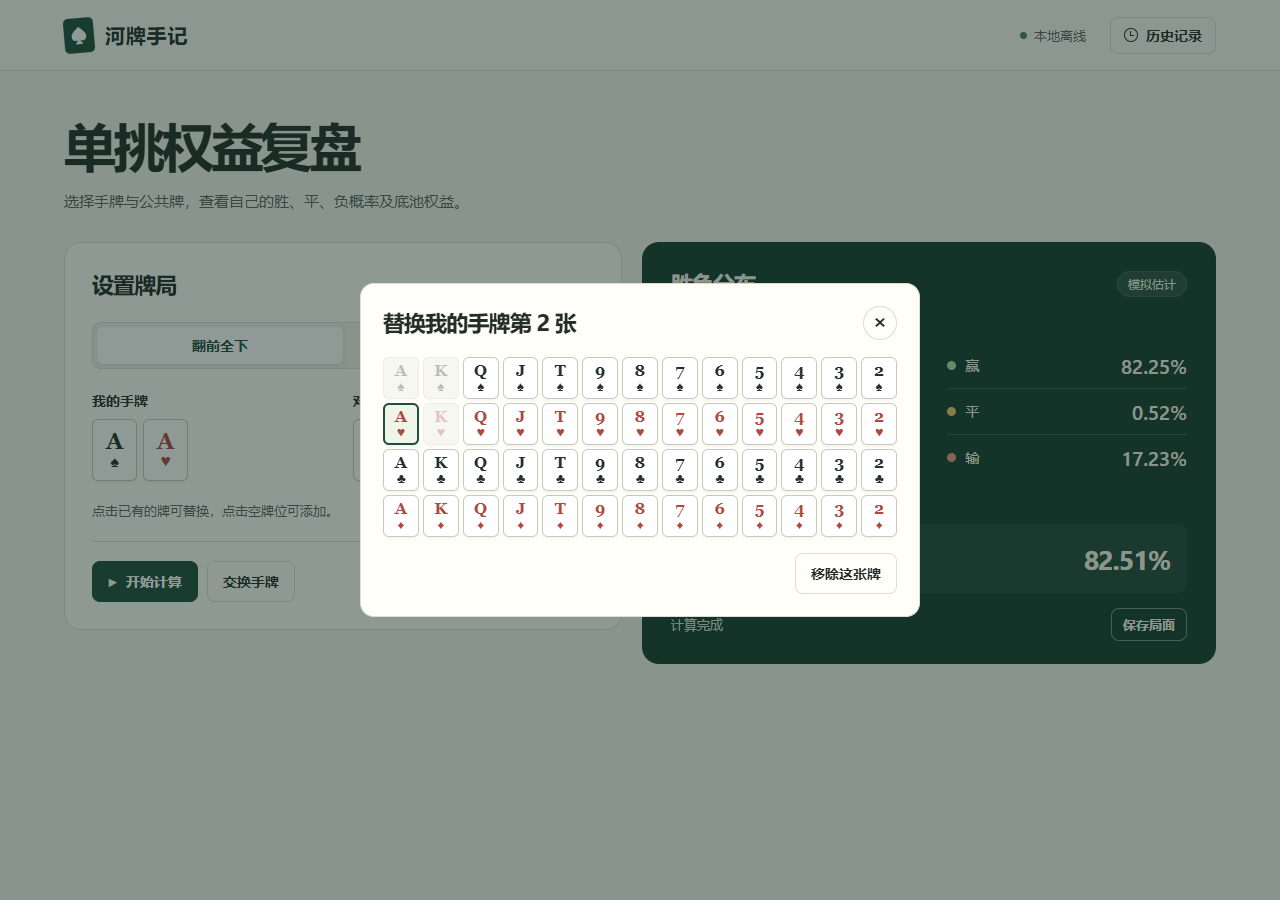 河牌手记
本地离线
历史记录
单挑权益复盘
选择手牌与公共牌，查看自己的胜、平、负概率及底池权益。
设置牌局
翻前全下
我的手牌
A♠ A♥
点击已有的牌可替换，点击空牌位可添加。
▶ 开始计算
交换手牌
替换我的手牌第 2 张
×
A♠ K♠ Q♠ J♠ T♠ 9♠ 8♠ 7♠ 6♠ 5♠ 4♠ 3♠ 2♠
A♥ K♥ Q♥ J♥ T♥ 9♥ 8♥ 7♥ 6♥ 5♥ 4♥ 3♥ 2♥
A♣ K♣ Q♣ J♣ T♣ 9♣ 8♣ 7♣ 6♣ 5♣ 4♣ 3♣ 2♣
A♦ K♦ Q♦ J♦ T♦ 9♦ 8♦ 7♦ 6♦ 5♦ 4♦ 3♦ 2♦
移除这张牌
胜负分布
模拟估计
赢 82.25%
平 0.52%
输 17.23%
82.51%
计算完成
保存局面